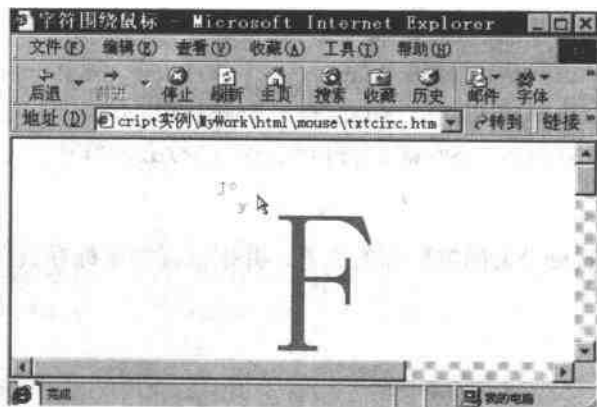 字符围绕鼠标 - Microsoft Internet Explorer
文件(F) 编辑(E) 查看(V) 收藏(A) 工具(T) 帮助(H)
后退 前进 停止 刷新 主页 搜索 收藏 历史 邮件 字体
地址(D) cript实例\MyWork\html\mouse\txtcirc.htm 转到 链接
Jo
y
F
完成 我的电脑